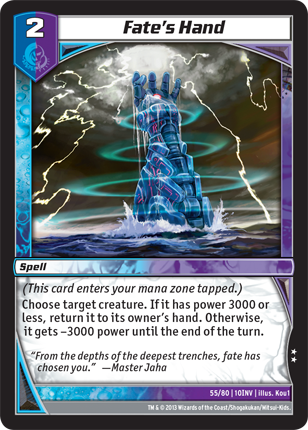 2
Fate's Hand
Spell
(This card enters your mana zone tapped.)
Choose target creature. If it has power 3000 or
less, return it to its owner's hand. Otherwise,
it gets –3000 power until the end of the turn.
"From the depths of the deepest trenches, fate has
chosen you." —Master Jaha
55/80 | 10INV | illus. Kou1
TM & © 2013 Wizards of the Coast/Shogakukan/Mitsui-Kids.